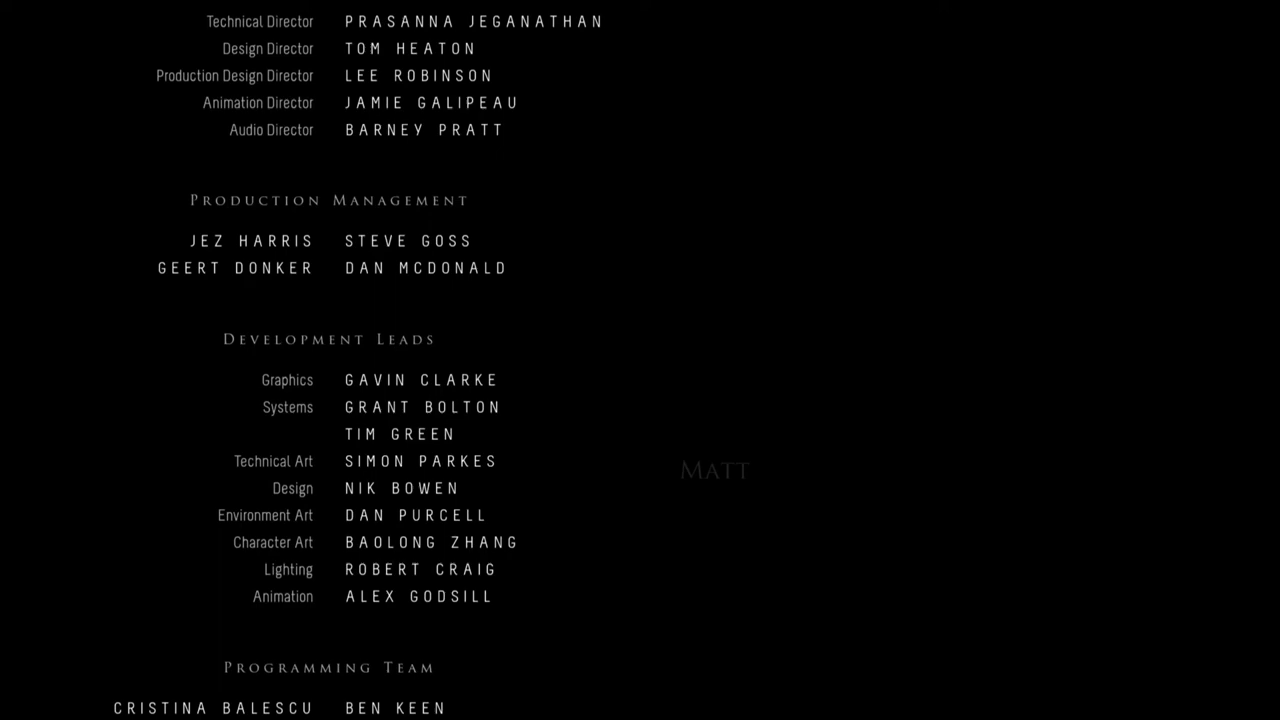 Technical Director PRASANNA JEGANATHAN
Design Director TOM HEATON
Production Design Director LEE ROBINSON
Animation Director JAMIE GALIPEAU
Audio Director BARNEY PRATT
PRODUCTION MANAGEMENT
JEZ HARRIS STEVE GOSS
GEERT DONKER DAN MCDONALD
DEVELOPMENT LEADS
Graphics GAVIN CLARKE
Systems GRANT BOLTON
TIM GREEN
Technical Art SIMON PARKES
Design NIK BOWEN
Environment Art DAN PURCELL
Character Art BAOLONG ZHANG
Lighting ROBERT CRAIG
Animation ALEX GODSILL
PROGRAMMING TEAM
CRISTINA BALESCU BEN KEEN
MATT